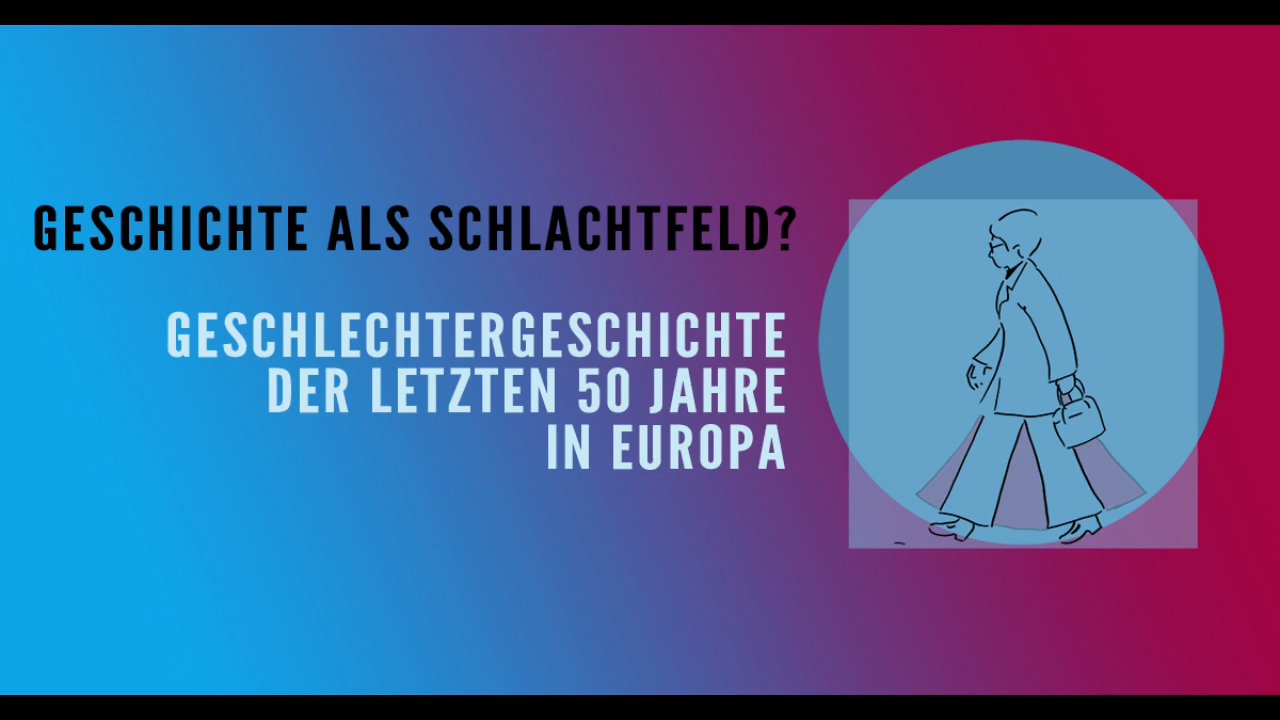 GESCHICHTE ALS SCHLACHTFELD?
GESCHLECHTERGESCHICHTE
DER LETZTEN 50 JAHRE
IN EUROPA